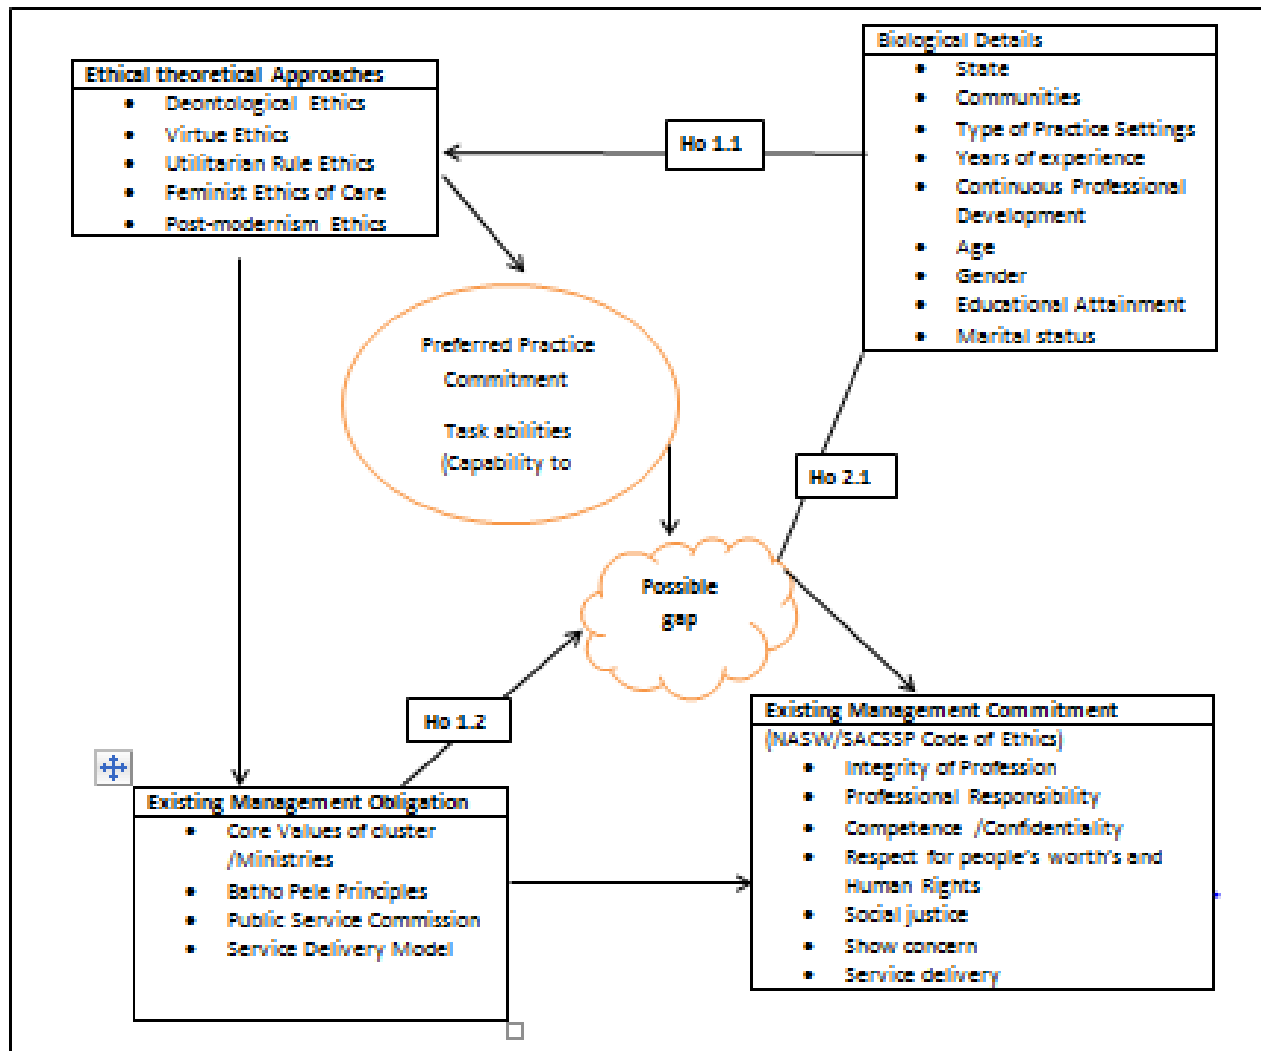 Ethical theoretical Approaches
• Deontological Ethics
• Virtue Ethics
• Utilitarian Rule Ethics
• Feminist Ethics of Care
• Post-modernism Ethics
Ho 1.1
Biological Details
• State
• Communities
• Type of Practice Settings
• Years of experience
• Continuous Professional
Development
• Age
• Gender
• Educational Attainment
• Marital status
Preferred Practice
Commitment
Task abilities
(Capability to
Ho 2.1
Possible
gap
Ho 1.2
Existing Management Obligation
• Core Values of cluster
/Ministries
• Batho Pele Principles
• Public Service Commission
• Service Delivery Model
Existing Management Commitment
(NASW/SACSSP Code of Ethics)
• Integrity of Profession
• Professional Responsibility
• Competence /Confidentiality
• Respect for people's worth's and
Human Rights
• Social justice
• Show concern
• Service delivery